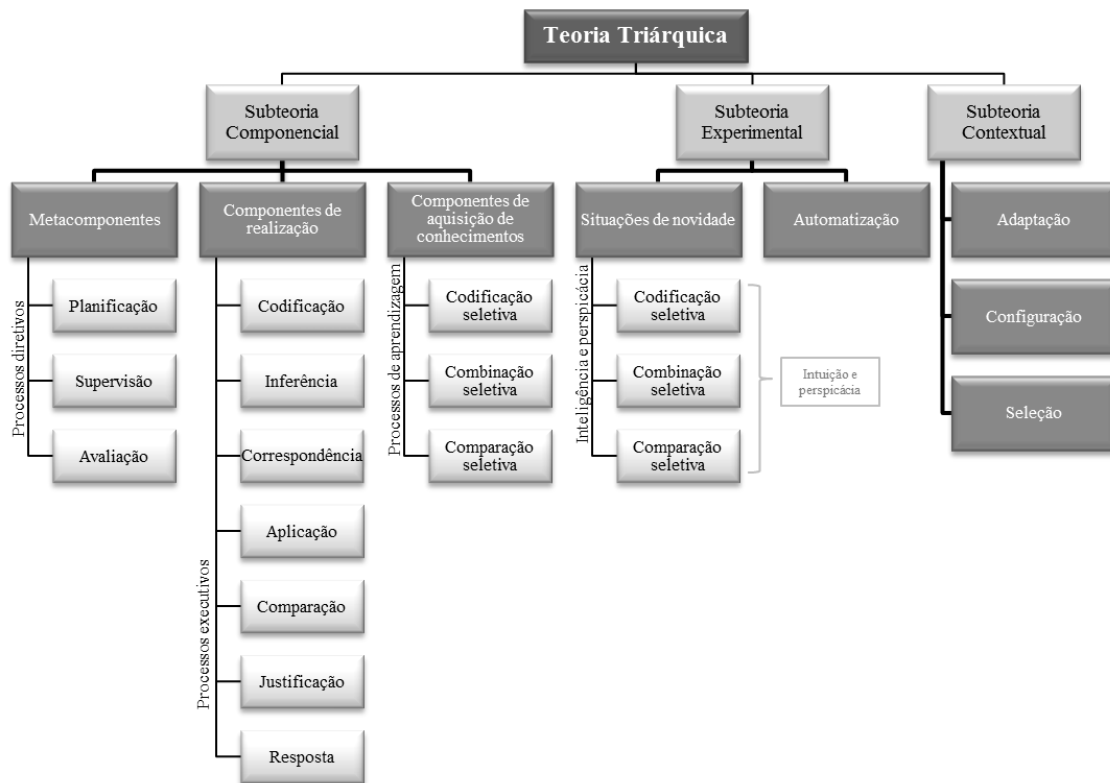 Teoria Triárquica
Subteoria
Componencial
Subteoria
Experimental
Subteoria
Contextual
Metacomponentes
Componentes de
realização
Componentes de
aquisição de
conhecimentos
Situações de novidade
Automatização
Adaptação
Configuração
Seleção
Processos diretivos
Planificação
Supervisão
Avaliação
Processos executivos
Codificação
Inferência
Correspondência
Aplicação
Comparação
Justificação
Resposta
Processos de aprendizagem
Codificação
seletiva
Combinação
seletiva
Comparação
seletiva
Inteligência e perspicácia
Codificação
seletiva
Combinação
seletiva
Comparação
seletiva
Intuição e
perspicácia